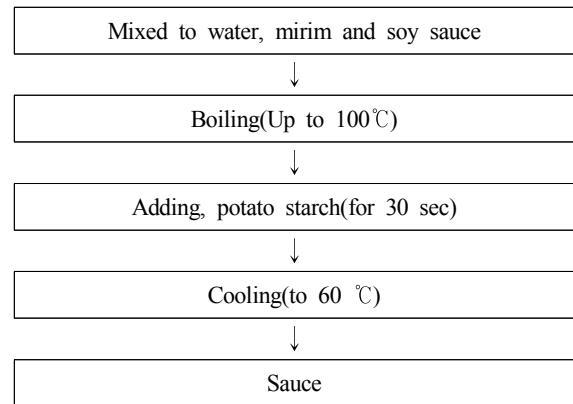 Mixed to water, mirim and soy sauce
↓
Boiling(Up to 100℃)
↓
Adding, potato starch(for 30 sec)
↓
Cooling(to 60 ℃)
↓
Sauce